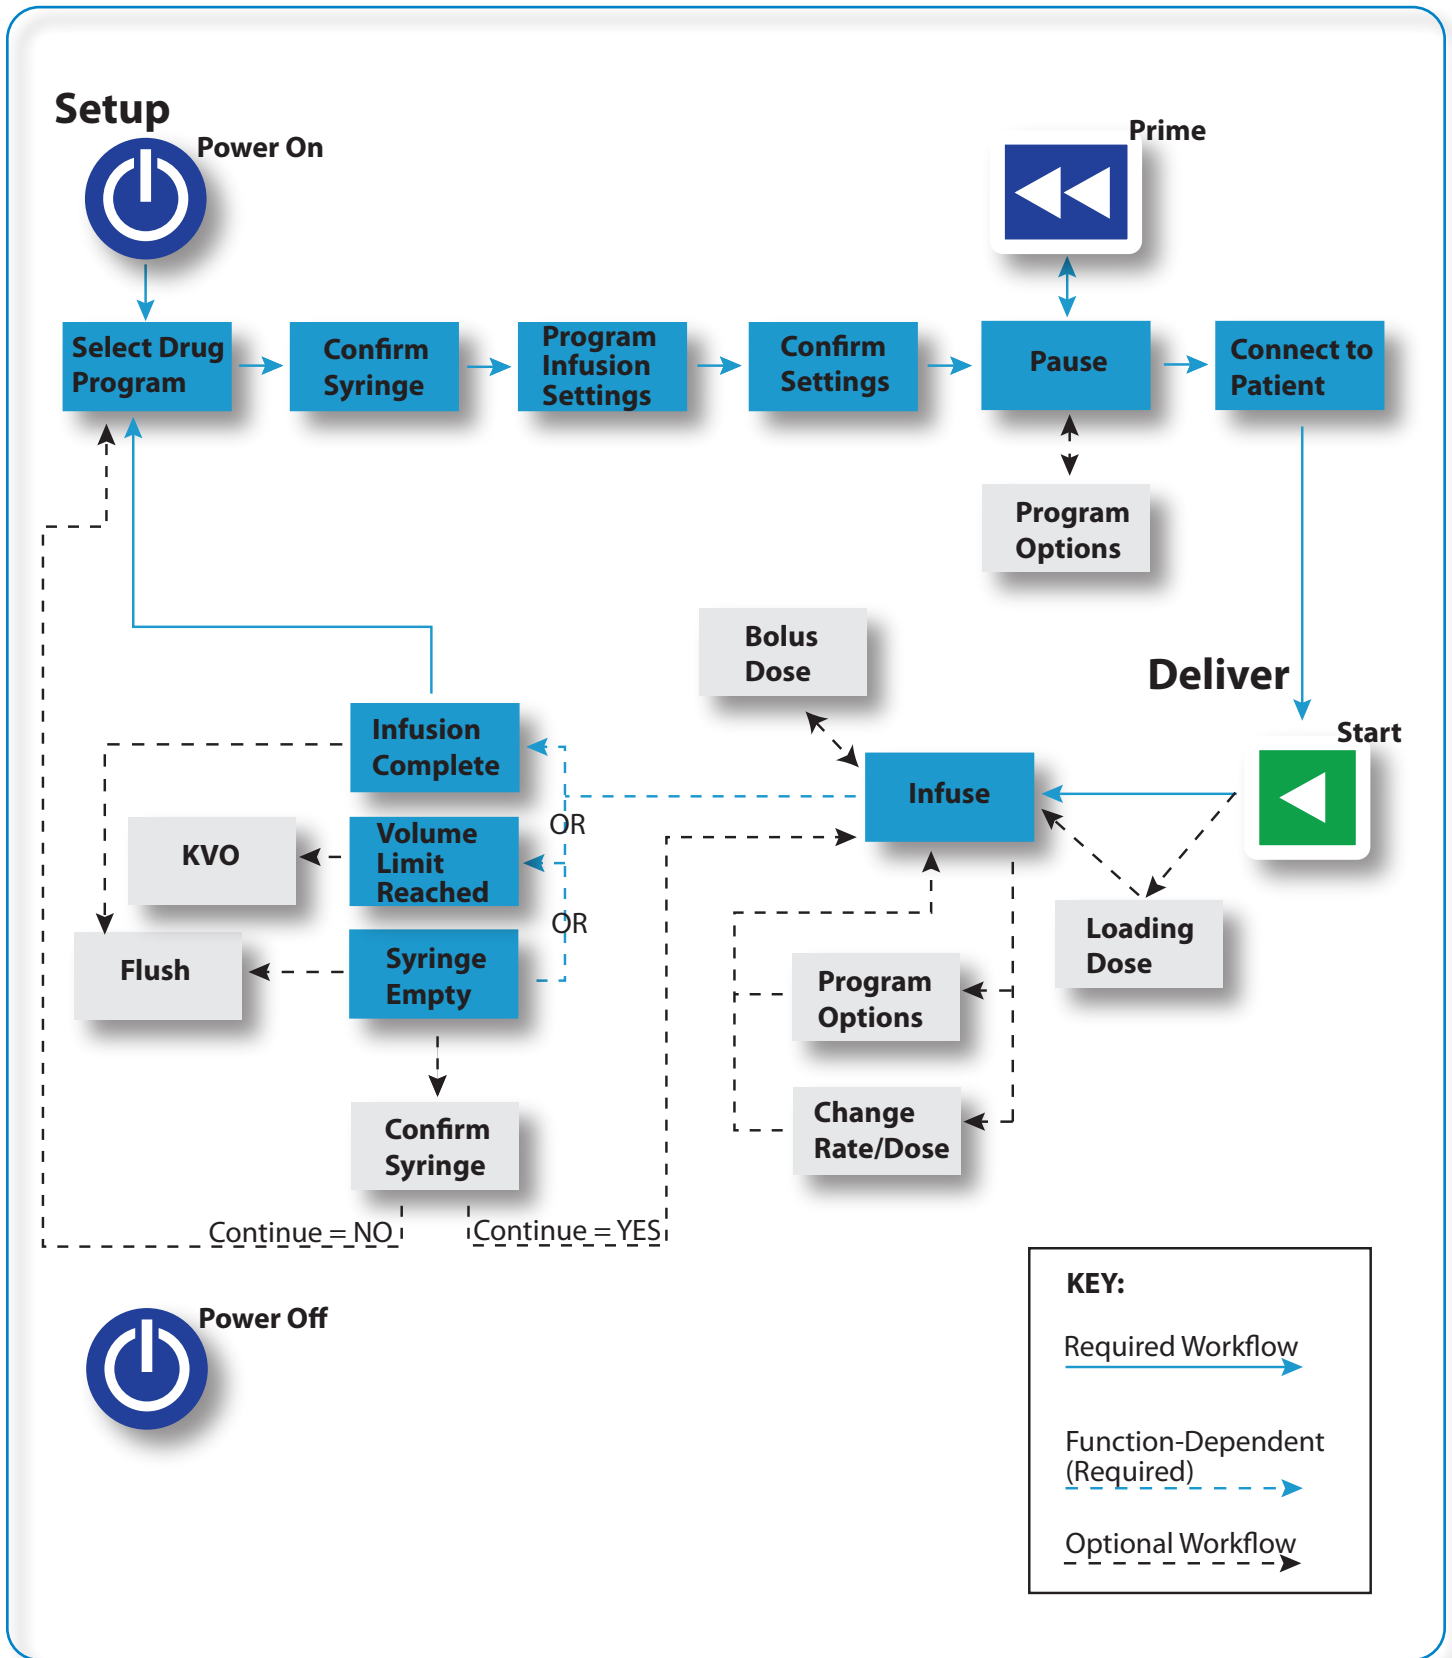 Setup
Power On
Prime
Select Drug
Program
Confirm
Syringe
Program
Infusion
Settings
Confirm
Settings
Pause
Connect to
Patient
Program
Options
Bolus
Dose
Deliver
Start
Infusion
Complete
OR
Infuse
KVO
Volume
Limit
Reached
OR
Flush
Syringe
Empty
Loading
Dose
Program
Options
Change
Rate/Dose
Confirm
Syringe
Continue = NO
Continue = YES
Power Off
KEY:
Required Workflow
Function-Dependent
(Required)
Optional Workflow